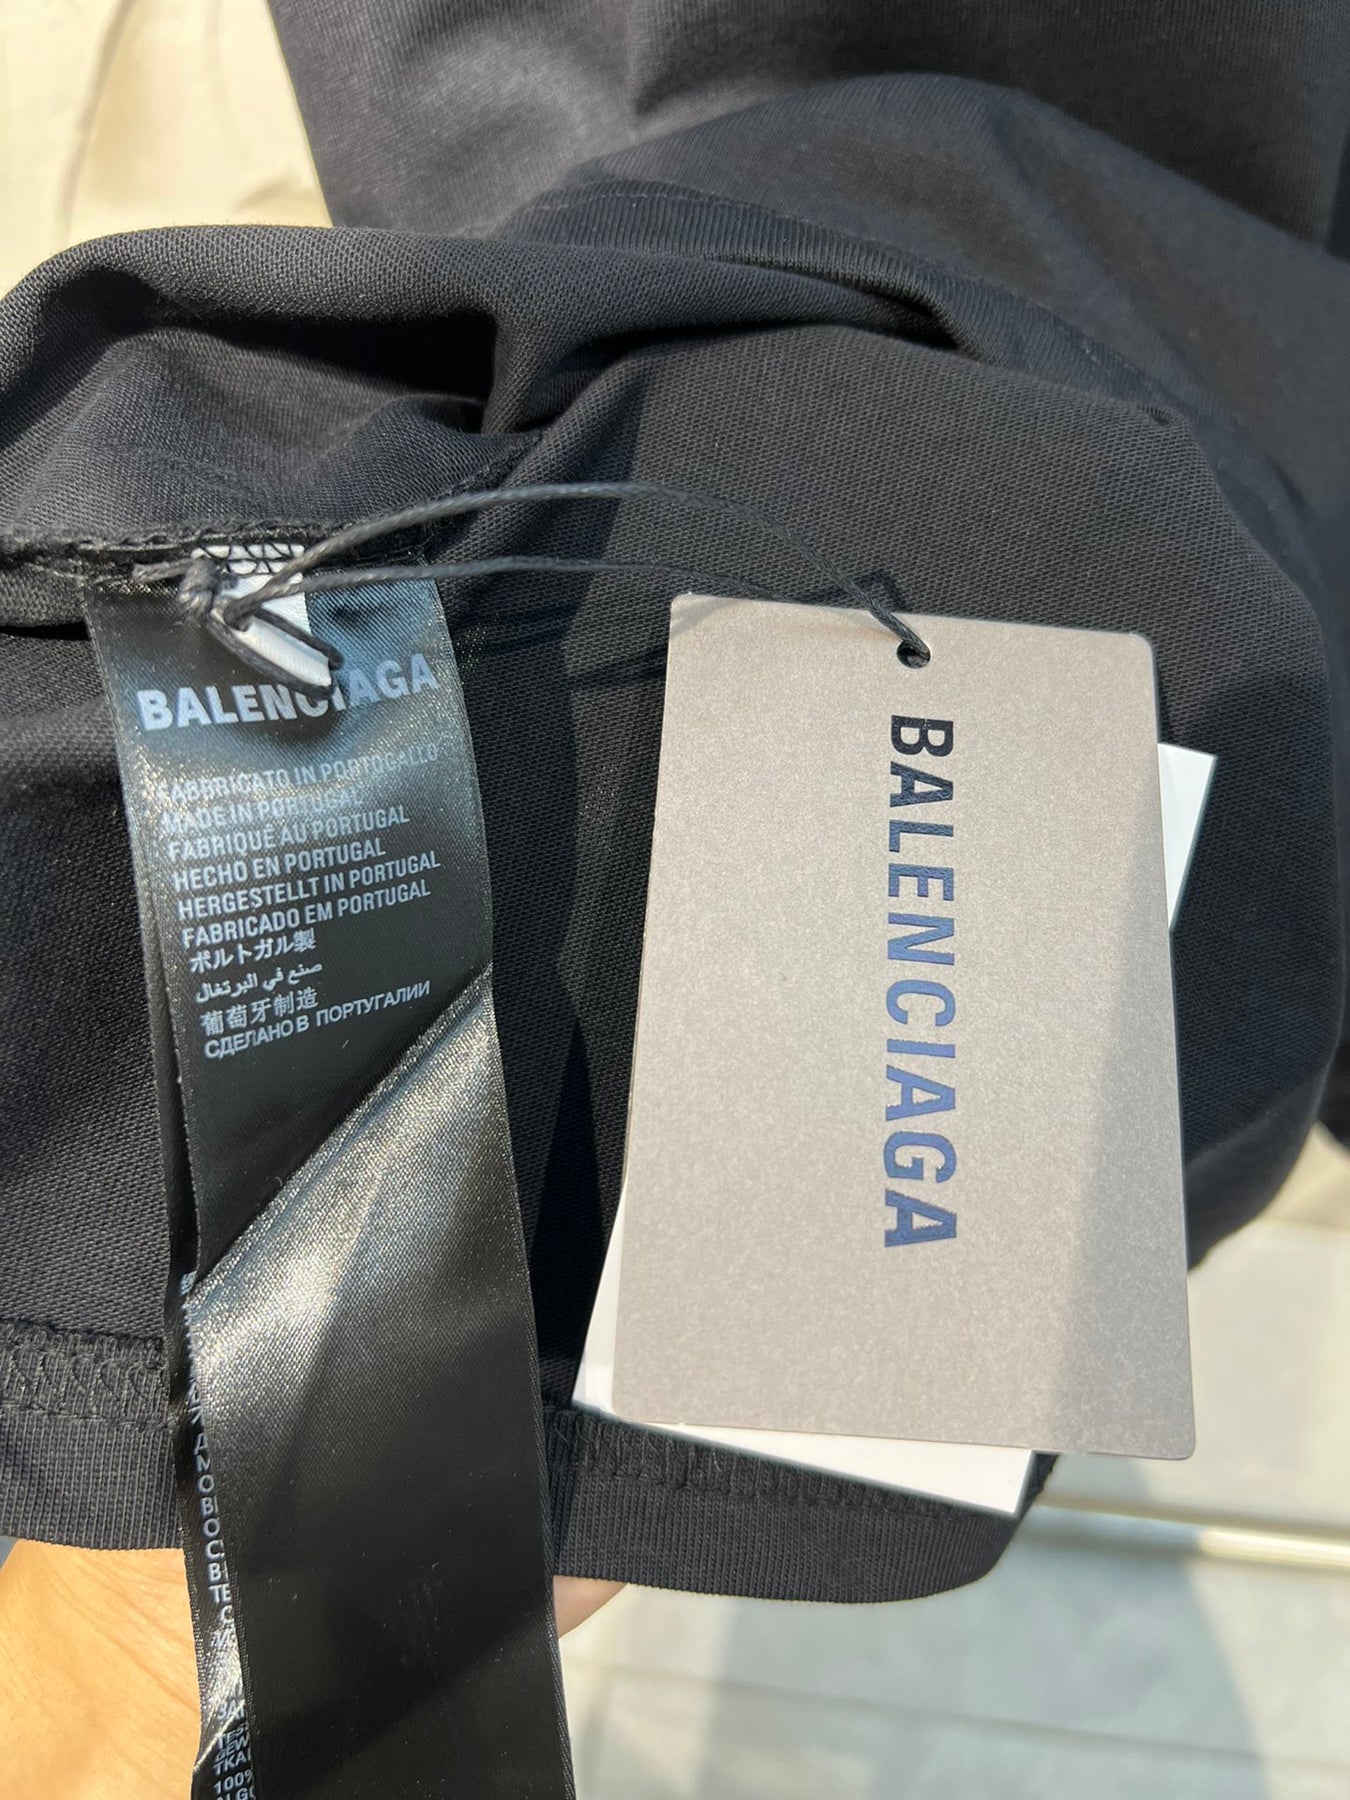 BALENCIAGA
FABBRICATO IN PORTOGALLO
MADE IN PORTUGAL
FABRIQUÉ AU PORTUGAL
HECHO EN PORTUGAL
HERGESTELLT IN PORTUGAL
FABRICADO EM PORTUGAL
ポルトガル製
صنع في البرتغال
葡萄牙制造
СДЕЛАНО В ПОРТУГАЛИИ
100%
BALENCIAGA